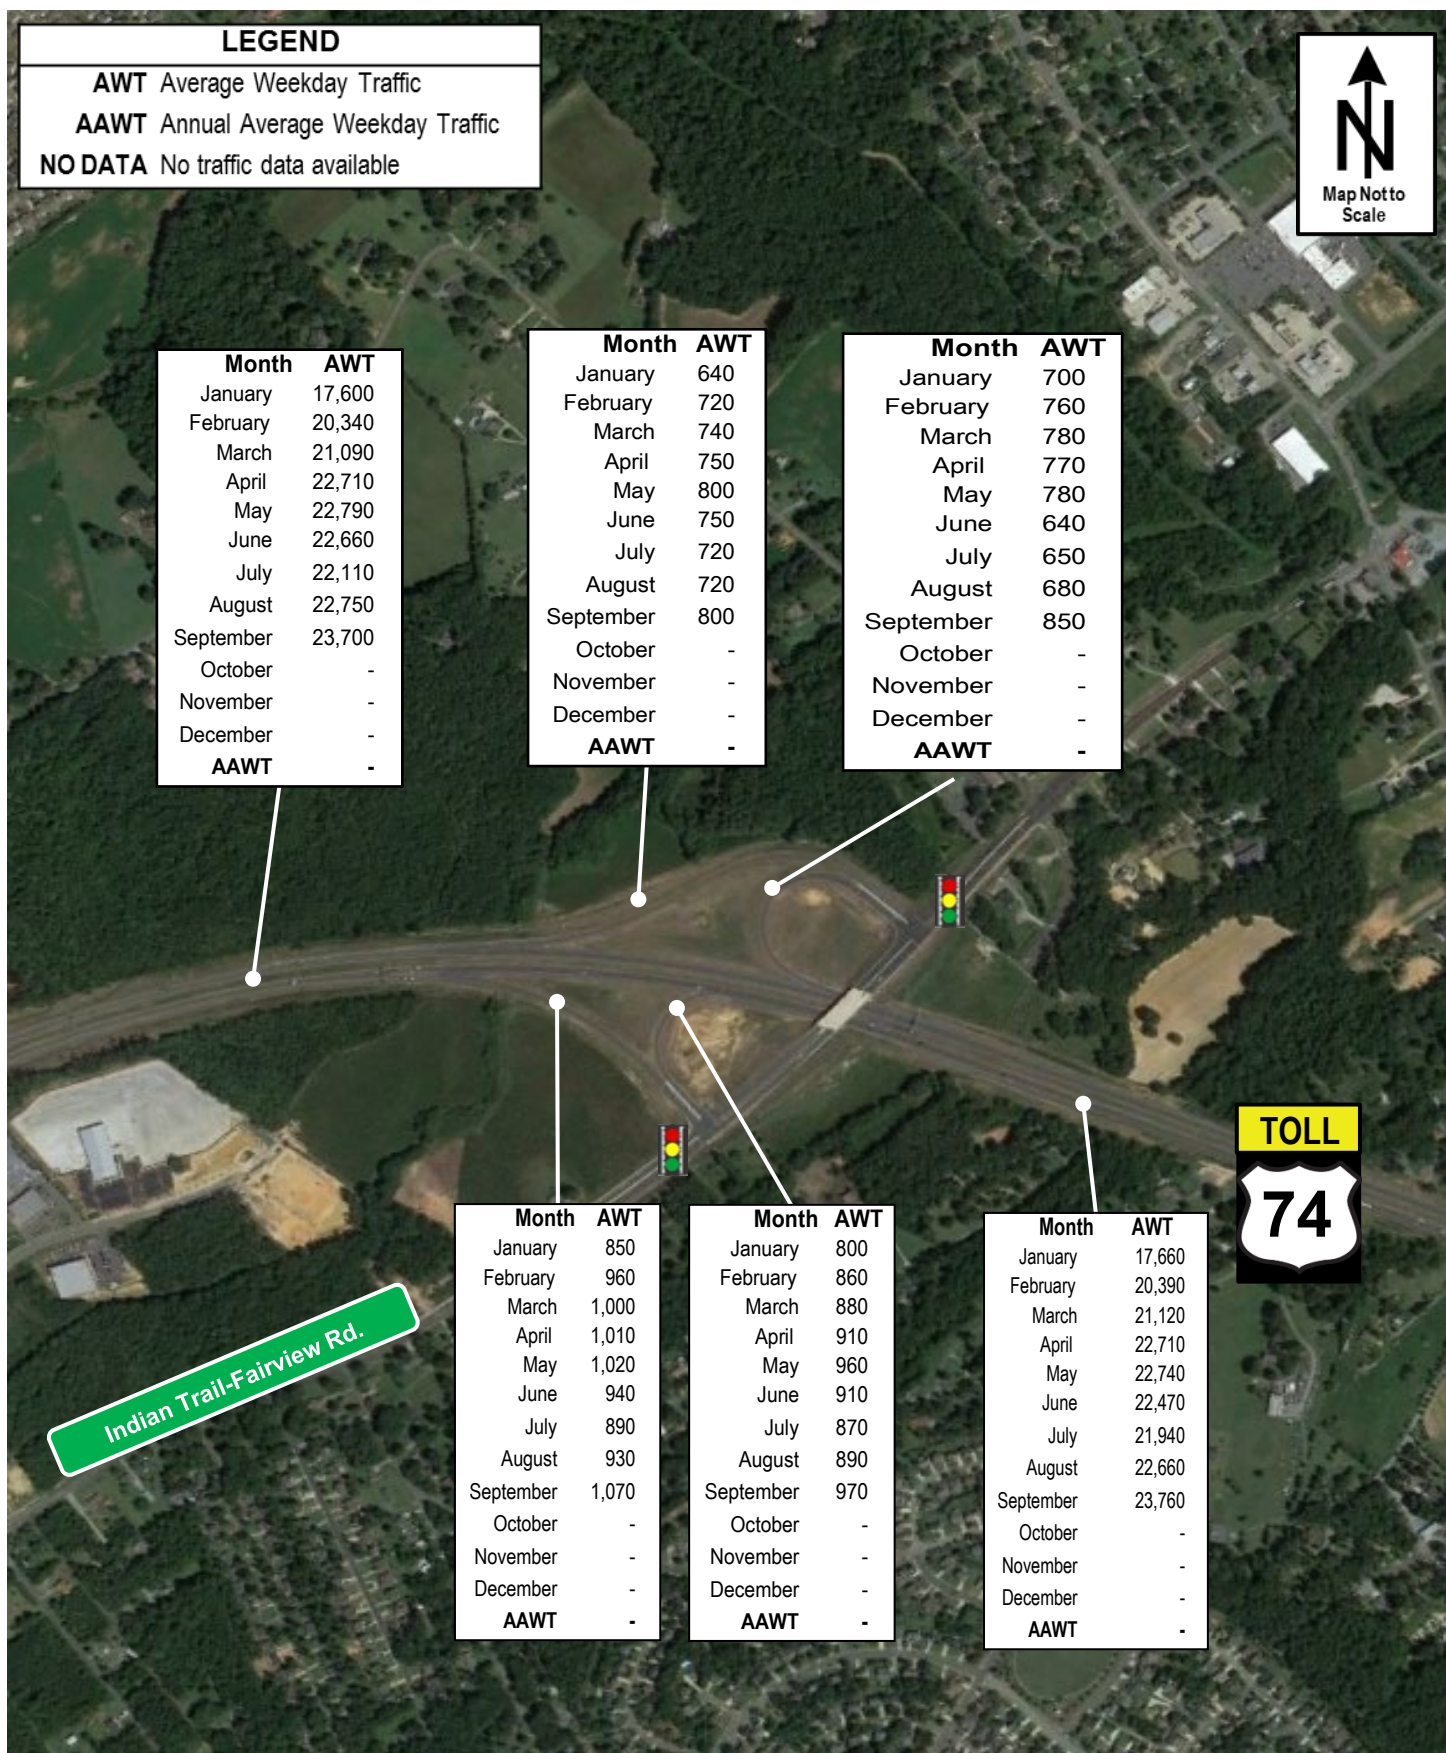 LEGEND
AWT Average Weekday Traffic
AAWT Annual Average Weekday Traffic
NO DATA No traffic data available
N
Map Not to
Scale
Month AWT
January 17,600
February 20,340
March 21,090
April 22,710
May 22,790
June 22,660
July 22,110
August 22,750
September 23,700
October -
November -
December -
AAWT -
Month AWT
January 640
February 720
March 740
April 750
May 800
June 750
July 720
August 720
September 800
October -
November -
December -
AAWT -
Month AWT
January 700
February 760
March 780
April 770
May 780
June 640
July 650
August 680
September 850
October -
November -
December -
AAWT -
TOLL
74
Indian Trail-Fairview Rd.
Month AWT
January 850
February 960
March 1,000
April 1,010
May 1,020
June 940
July 890
August 930
September 1,070
October -
November -
December -
AAWT -
Month AWT
January 800
February 860
March 880
April 910
May 960
June 910
July 870
August 890
September 970
October -
November -
December -
AAWT -
Month AWT
January 17,660
February 20,390
March 21,120
April 22,710
May 22,740
June 22,470
July 21,940
August 22,660
September 23,760
October -
November -
December -
AAWT -